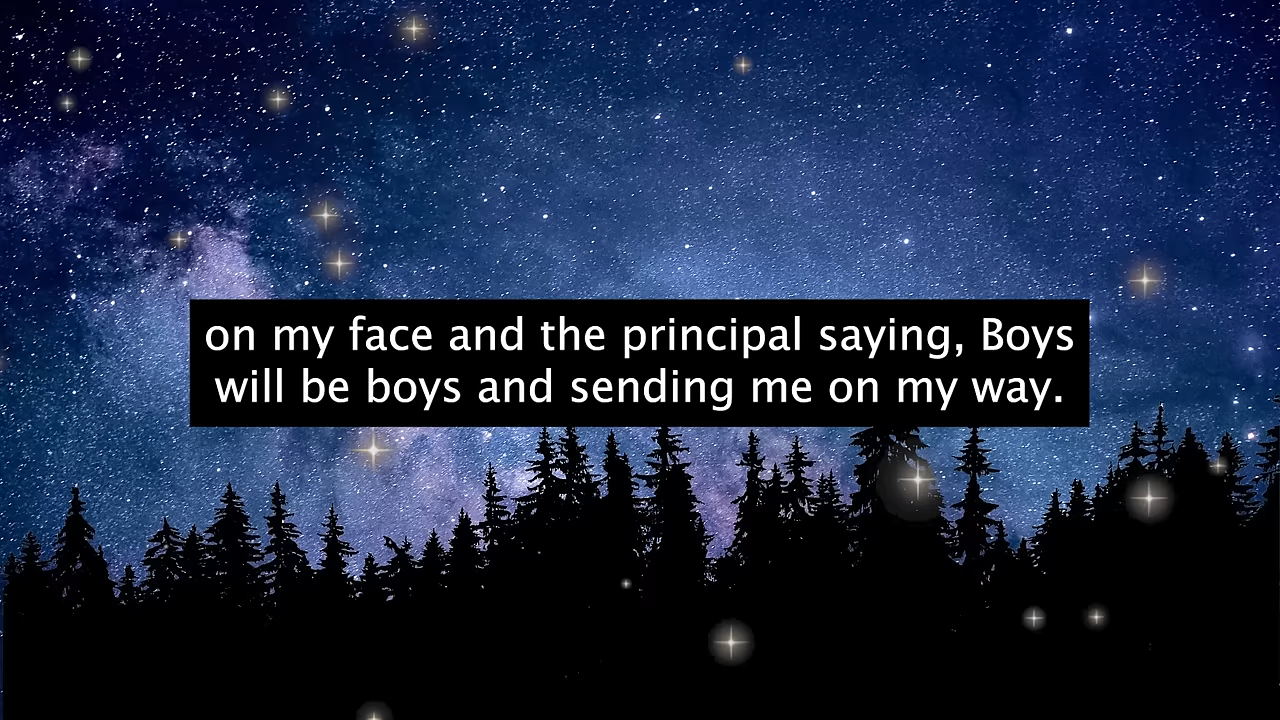 on my face and the principal saying, Boys
will be boys and sending me on my way.